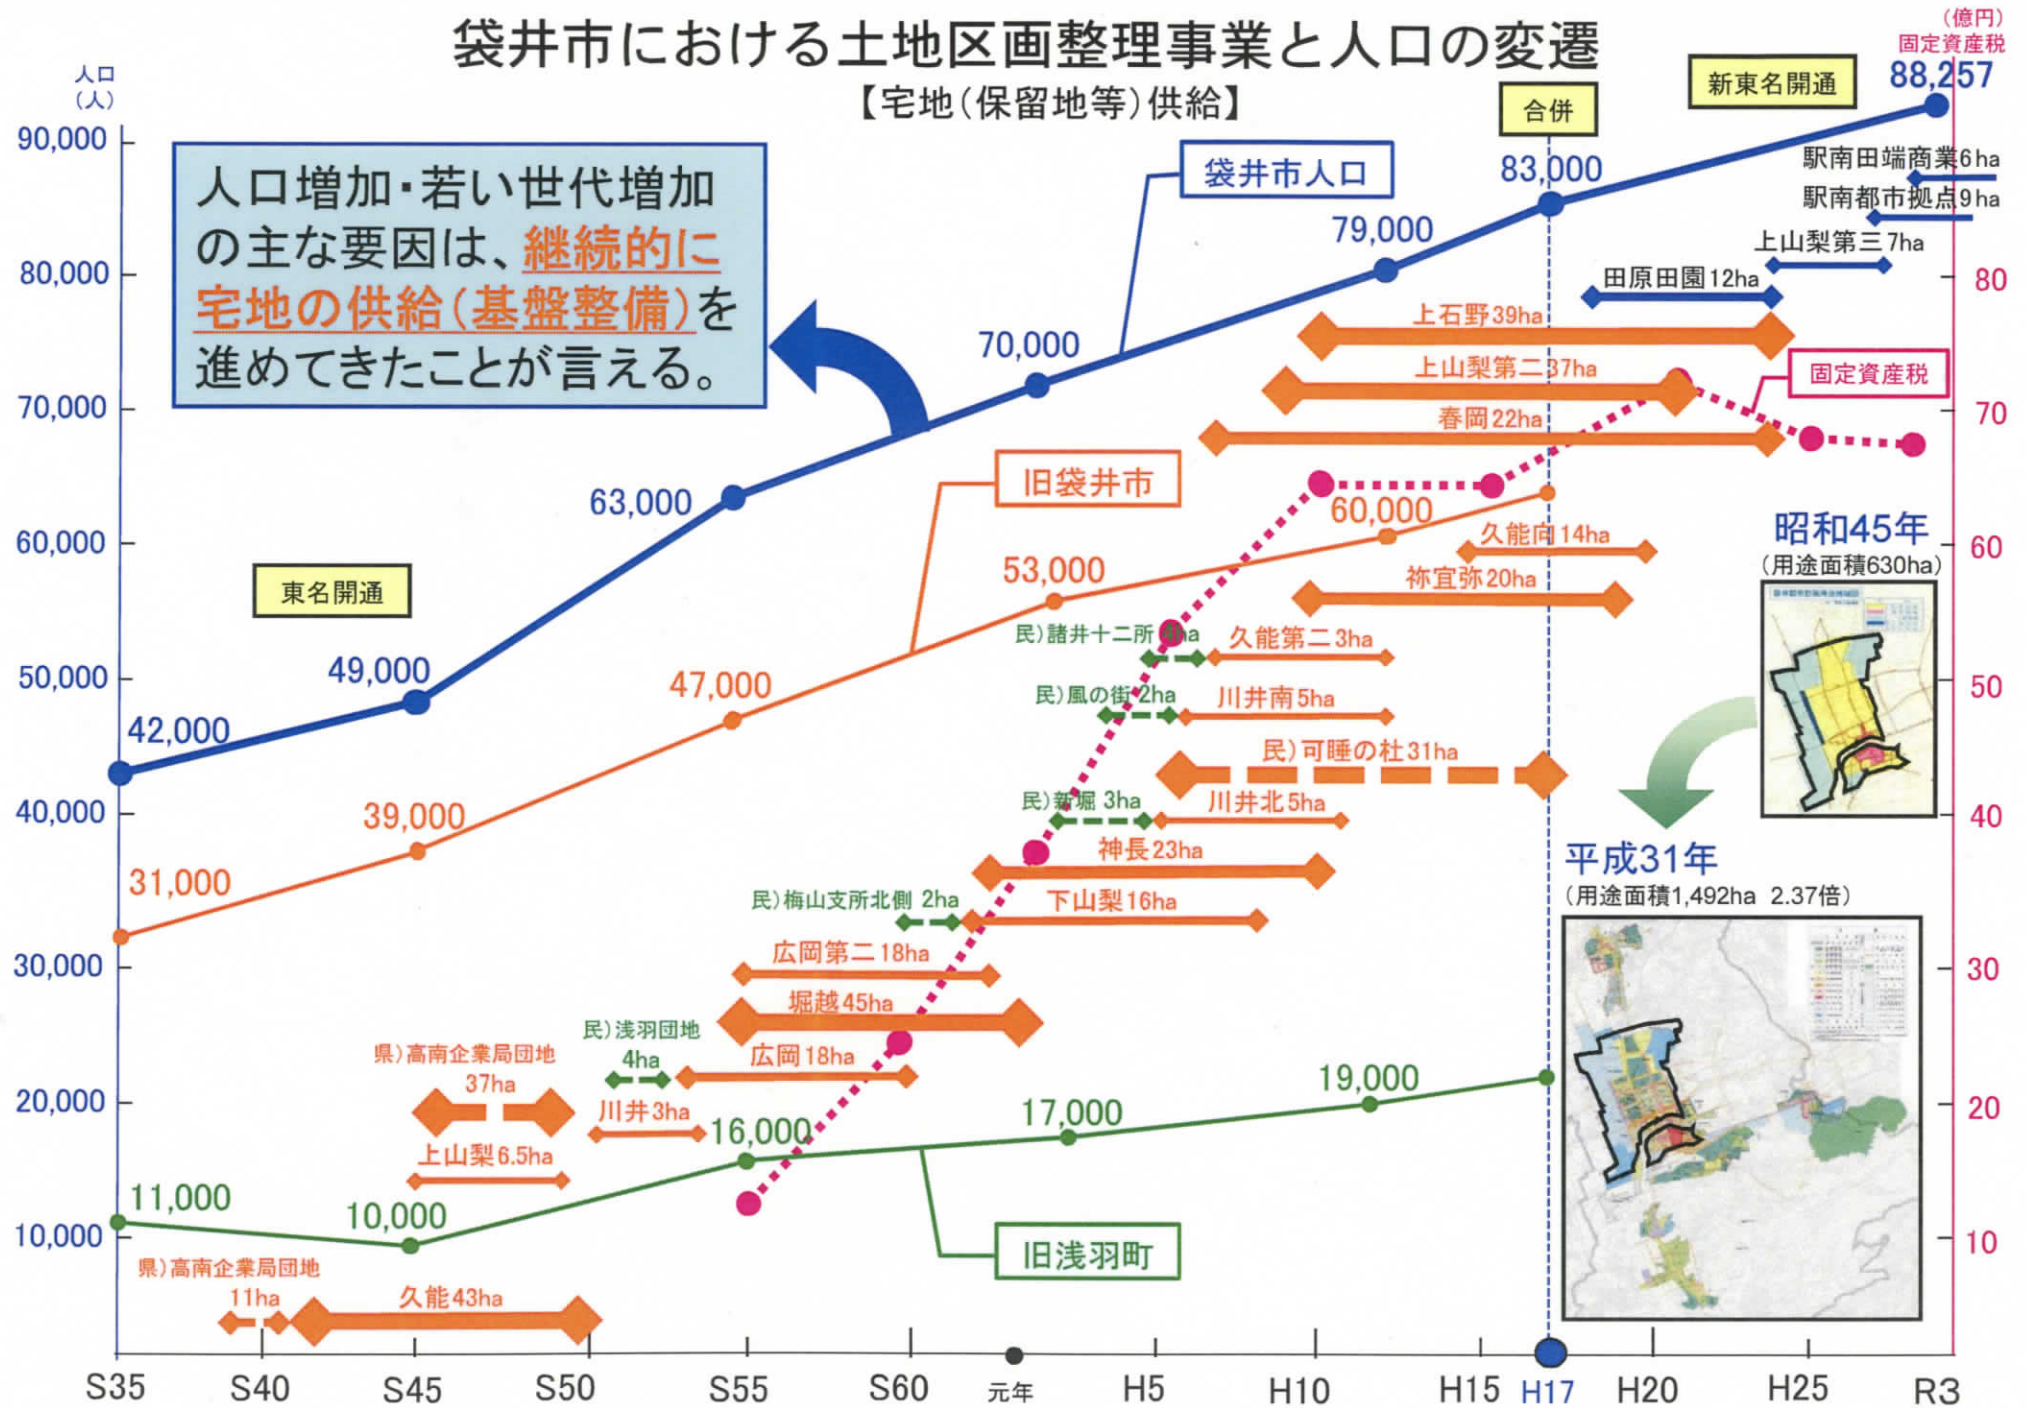 袋井市における土地区画整理事業と人口の変遷
【宅地(保留地等)供給】
(億円)
固定資産税
人口
(人)
90,000
80,000
70,000
60,000
50,000
40,000
30,000
20,000
10,000
80
70
60
50
40
30
20
10
人口増加・若い世代増加
の主な要因は、継続的に
宅地の供給(基盤整備)を
進めてきたことが言える。
東名開通
合併
新東名開通
袋井市人口
旧袋井市
旧浅羽町
固定資産税
42,000
49,000
63,000
70,000
79,000
83,000
88,257
31,000
39,000
47,000
53,000
60,000
11,000
10,000
16,000
17,000
19,000
駅南田端商業6ha
駅南都市拠点9ha
上山梨第三7ha
田原田園12ha
上石野39ha
上山梨第二37ha
春岡22ha
久能向14ha
祢宜弥20ha
民)諸井十二所 4ha
久能第二3ha
民)風の街 2ha
川井南5ha
民)可睡の杜31ha
民)新堀 3ha
川井北5ha
神長23ha
民)梅山支所北側 2ha
下山梨16ha
広岡第二18ha
堀越45ha
民)浅羽団地
4ha
広岡18ha
県)高南企業局団地
37ha
川井3ha
上山梨6.5ha
県)高南企業局団地
11ha
久能43ha
昭和45年
(用途面積630ha)
平成31年
(用途面積1,492ha 2.37倍)
S35
S40
S45
S50
S55
S60
元年
H5
H10
H15
H17
H20
H25
R3